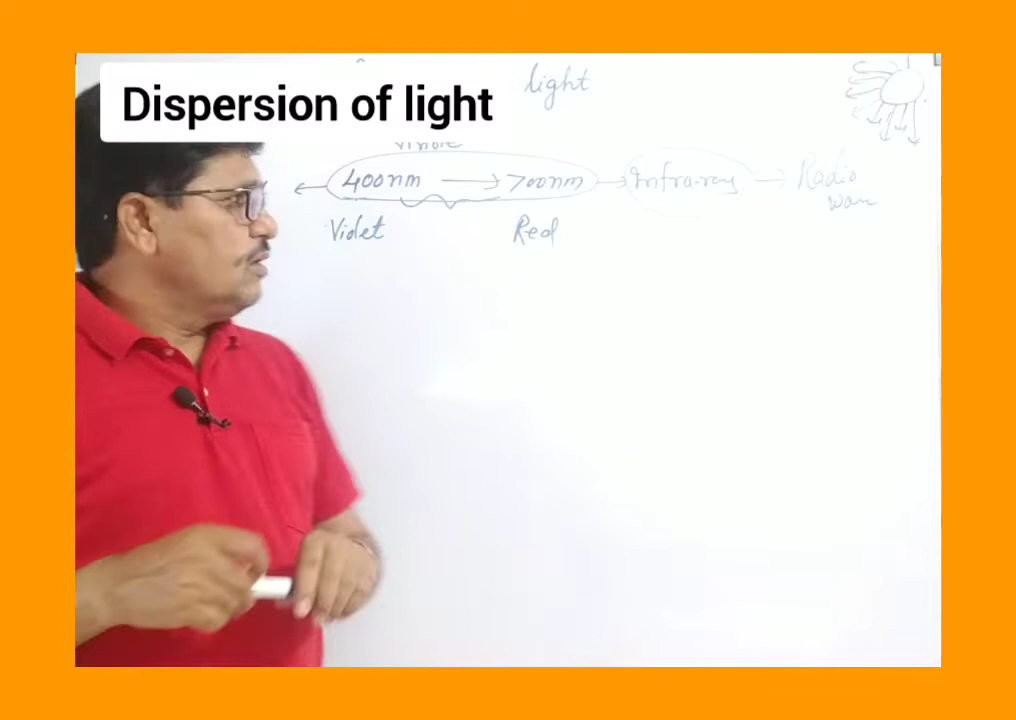 Dispersion of light
light
400nm → 700nm → Infra-ray → Radio
wave
Violet Red